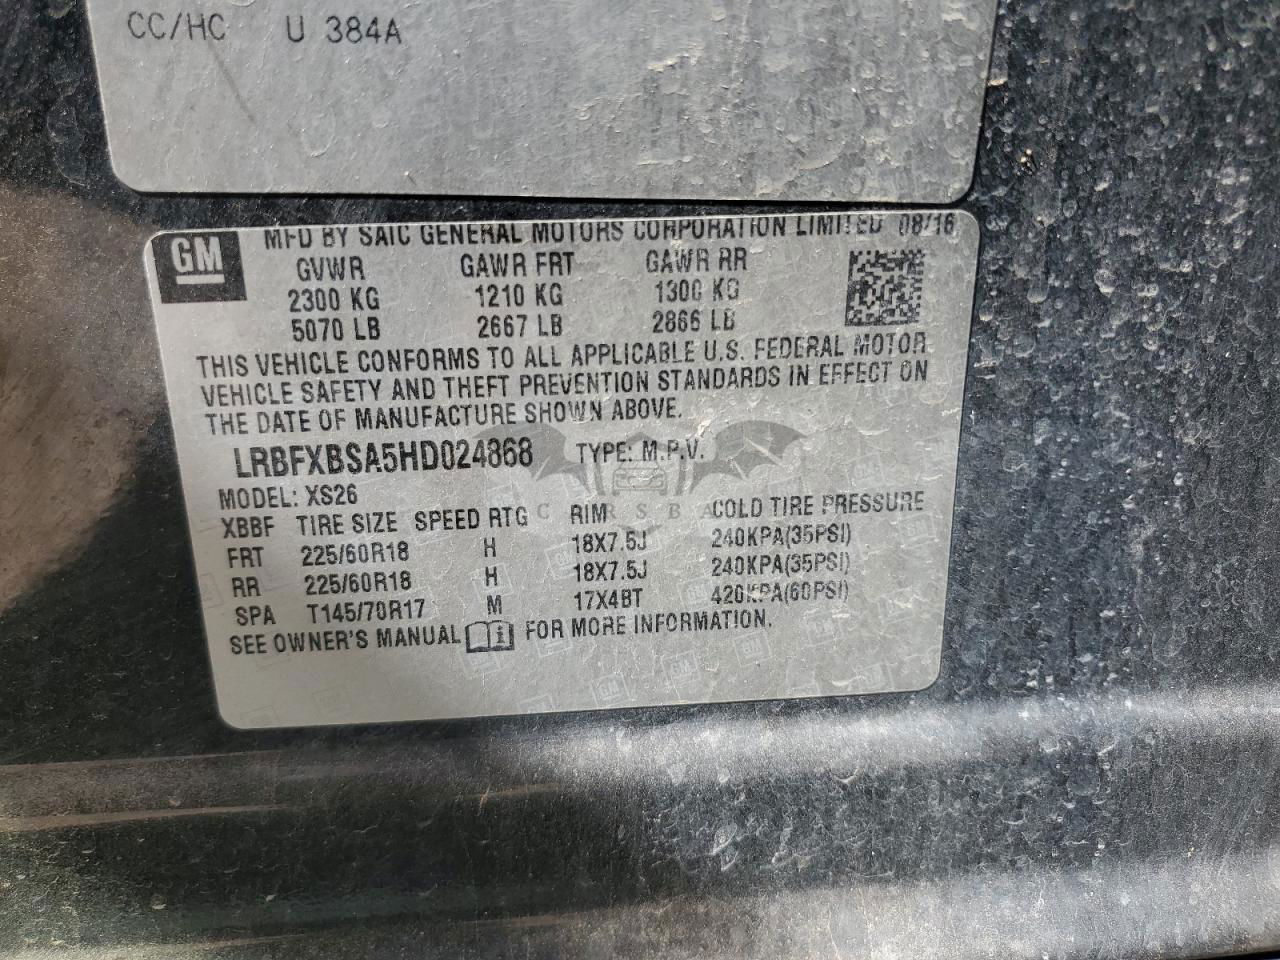 CC/HC U 384A
GM MFD BY SAIC GENERAL MOTORS CORPORATION LIMITED 08/16
GVWR GAWR FRT GAWR RR
2300 KG 1210 KG 1300 KG
5070 LB 2667 LB 2866 LB
THIS VEHICLE CONFORMS TO ALL APPLICABLE U.S. FEDERAL MOTOR
VEHICLE SAFETY AND THEFT PREVENTION STANDARDS IN EFFECT ON
THE DATE OF MANUFACTURE SHOWN ABOVE.
LRBFXBSA5HD024868 TYPE: M.P.V.
MODEL: XS26
XBBF TIRE SIZE SPEED RTG RIM COLD TIRE PRESSURE
FRT 225/60R18 H 18X7.5J 240KPA(35PSI)
RR 225/60R18 H 18X7.5J 240KPA(35PSI)
SPA T145/70R17 M 17X4BT 420KPA(60PSI)
SEE OWNER'S MANUAL FOR MORE INFORMATION.